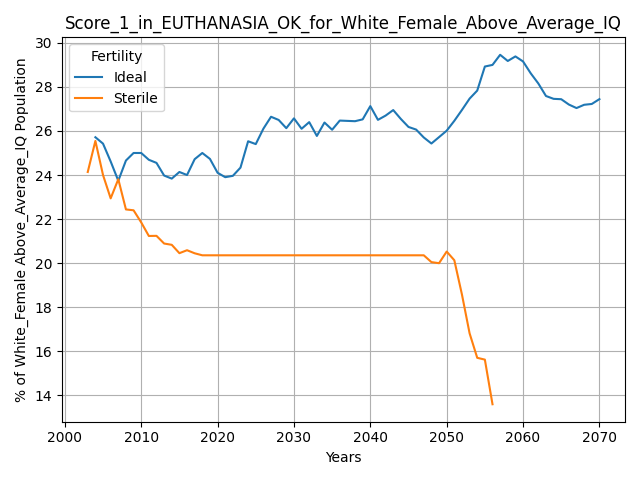 Score_1_in_EUTHANASIA_OK_for_White_Female_Above_Average_IQ
Fertility
Ideal
Sterile
% of White_Female Above_Average_IQ Population
30
28
26
24
22
20
18
16
14
2000 2010 2020 2030 2040 2050 2060 2070
Years